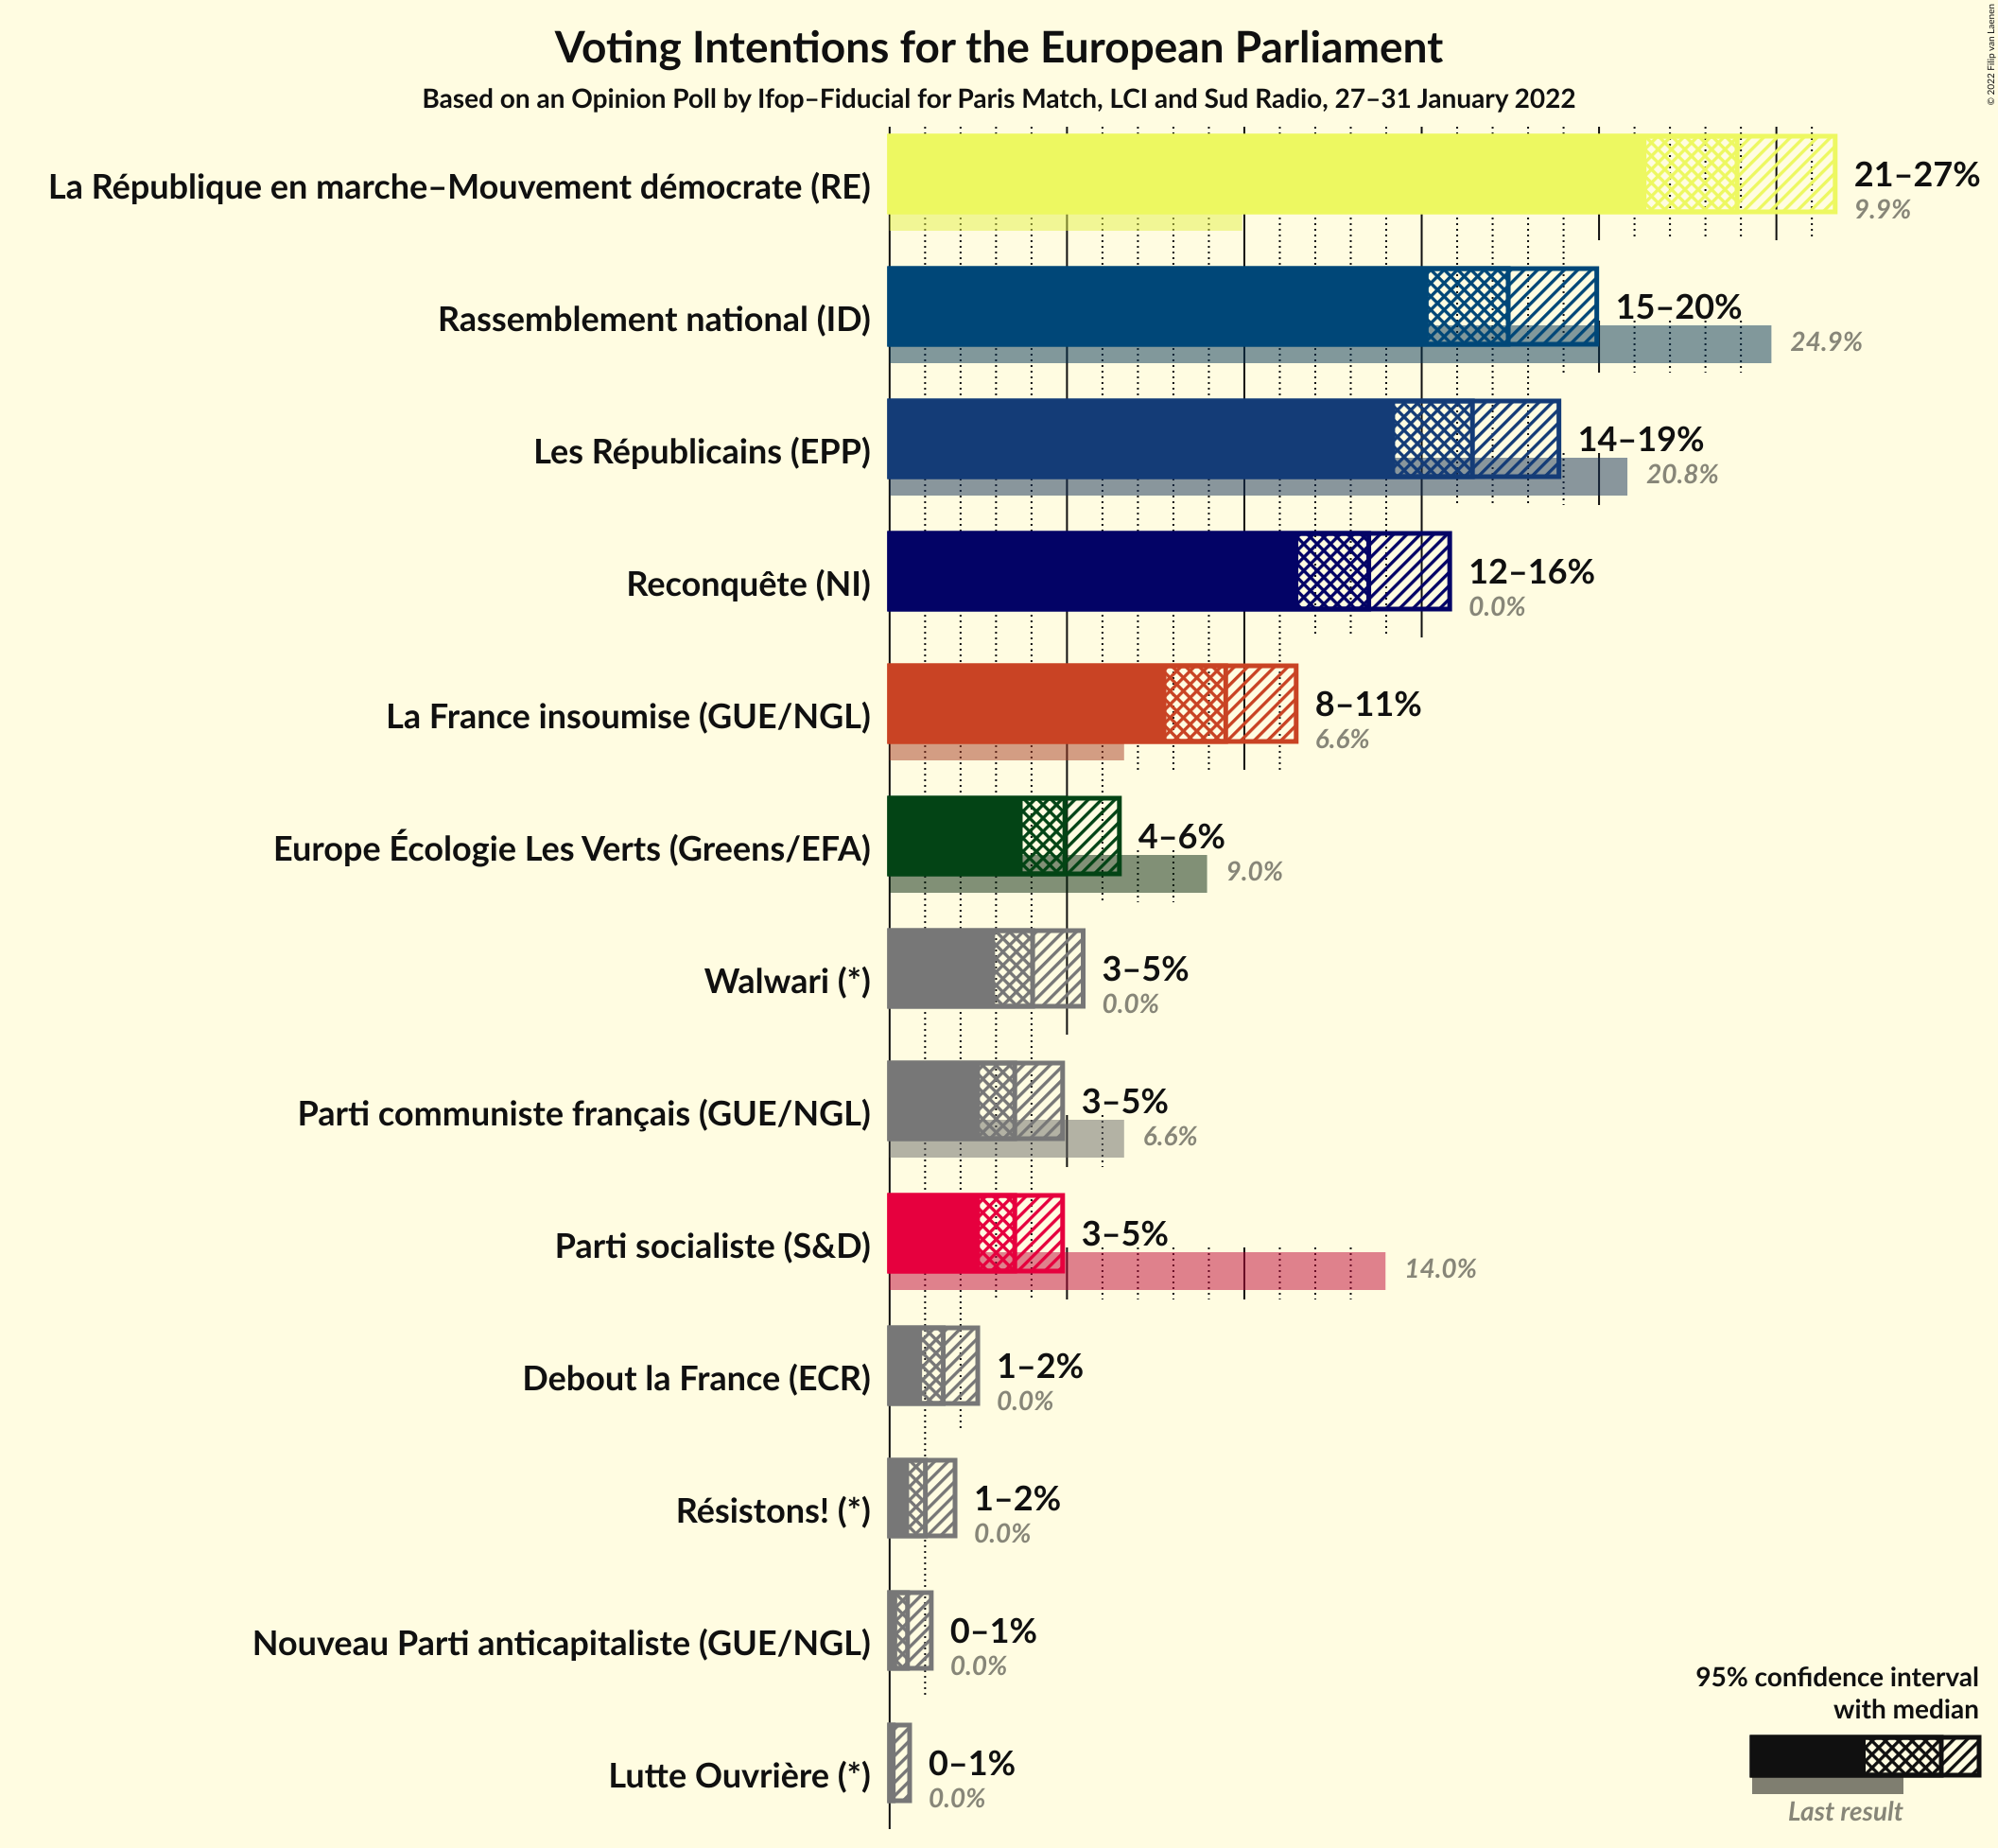 Voting Intentions for the European Parliament
Based on an Opinion Poll by Ifop–Fiducial for Paris Match, LCI and Sud Radio, 27–31 January 2022
© 2022 Filip van Laenen
La République en marche–Mouvement démocrate (RE)
21–27%
9.9%
Rassemblement national (ID)
15–20%
24.9%
Les Républicains (EPP)
14–19%
20.8%
Reconquête (NI)
12–16%
0.0%
La France insoumise (GUE/NGL)
8–11%
6.6%
Europe Écologie Les Verts (Greens/EFA)
4–6%
9.0%
Walwari (*)
3–5%
0.0%
Parti communiste français (GUE/NGL)
3–5%
6.6%
Parti socialiste (S&D)
3–5%
14.0%
Debout la France (ECR)
1–2%
0.0%
Résistons! (*)
1–2%
0.0%
Nouveau Parti anticapitaliste (GUE/NGL)
0–1%
0.0%
Lutte Ouvrière (*)
0–1%
0.0%
95% confidence interval
with median
Last result